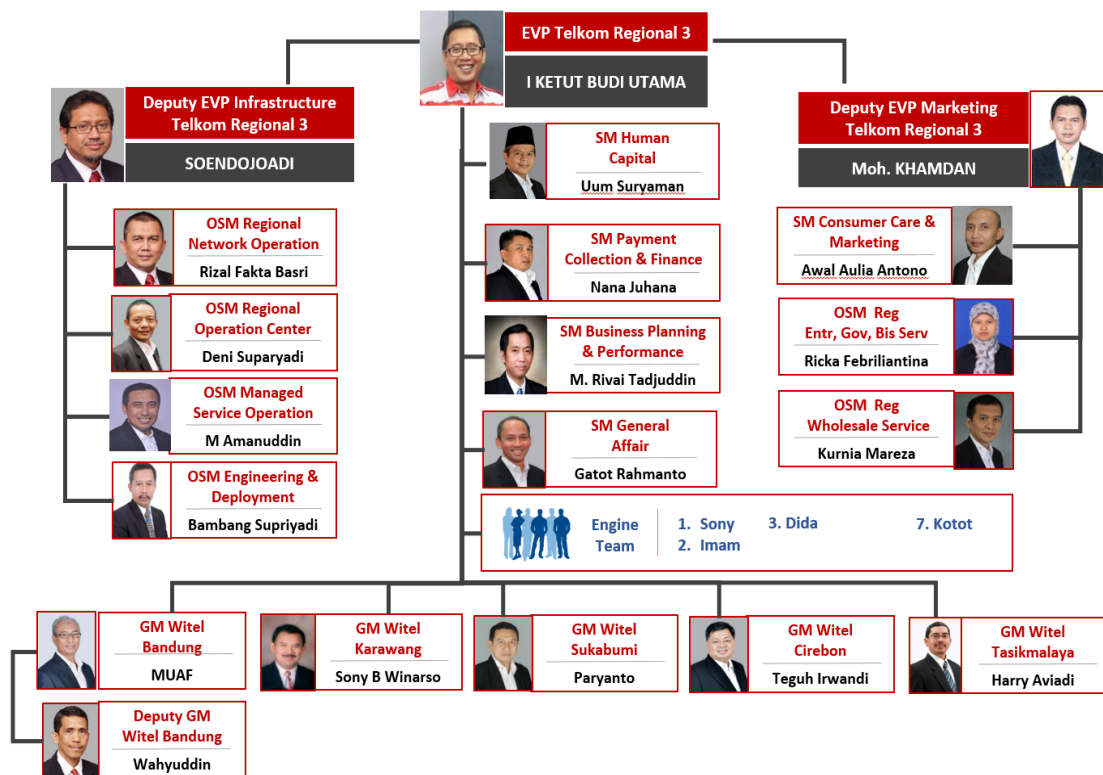 EVP Telkom Regional 3
I KETUT BUDI UTAMA
Deputy EVP Infrastructure
Telkom Regional 3
SOENDOJOADI
Deputy EVP Marketing
Telkom Regional 3
Moh. KHAMDAN
OSM Regional
Network Operation
Rizal Fakta Basri
OSM Regional
Operation Center
Deni Suparyadi
OSM Managed
Service Operation
M Amanuddin
OSM Engineering &
Deployment
Bambang Supriyadi
SM Human
Capital
Uum Suryaman
SM Payment
Collection & Finance
Nana Juhana
SM Business Planning
& Performance
M. Rivai Tadjuddin
SM General
Affair
Gatot Rahmanto
SM Consumer Care &
Marketing
Awal Aulia Antono
OSM Reg
Entr, Gov, Bis Serv
Ricka Febriliantina
OSM Reg
Wholesale Service
Kurnia Mareza
Engine
Team
1. Sony
2. Imam
3. Dida
7. Kotot
GM Witel
Bandung
MUAF
Deputy GM
Witel Bandung
Wahyuddin
GM Witel
Karawang
Sony B Winarso
GM Witel
Sukabumi
Paryanto
GM Witel
Cirebon
Teguh Irwandi
GM Witel
Tasikmalaya
Harry Aviadi